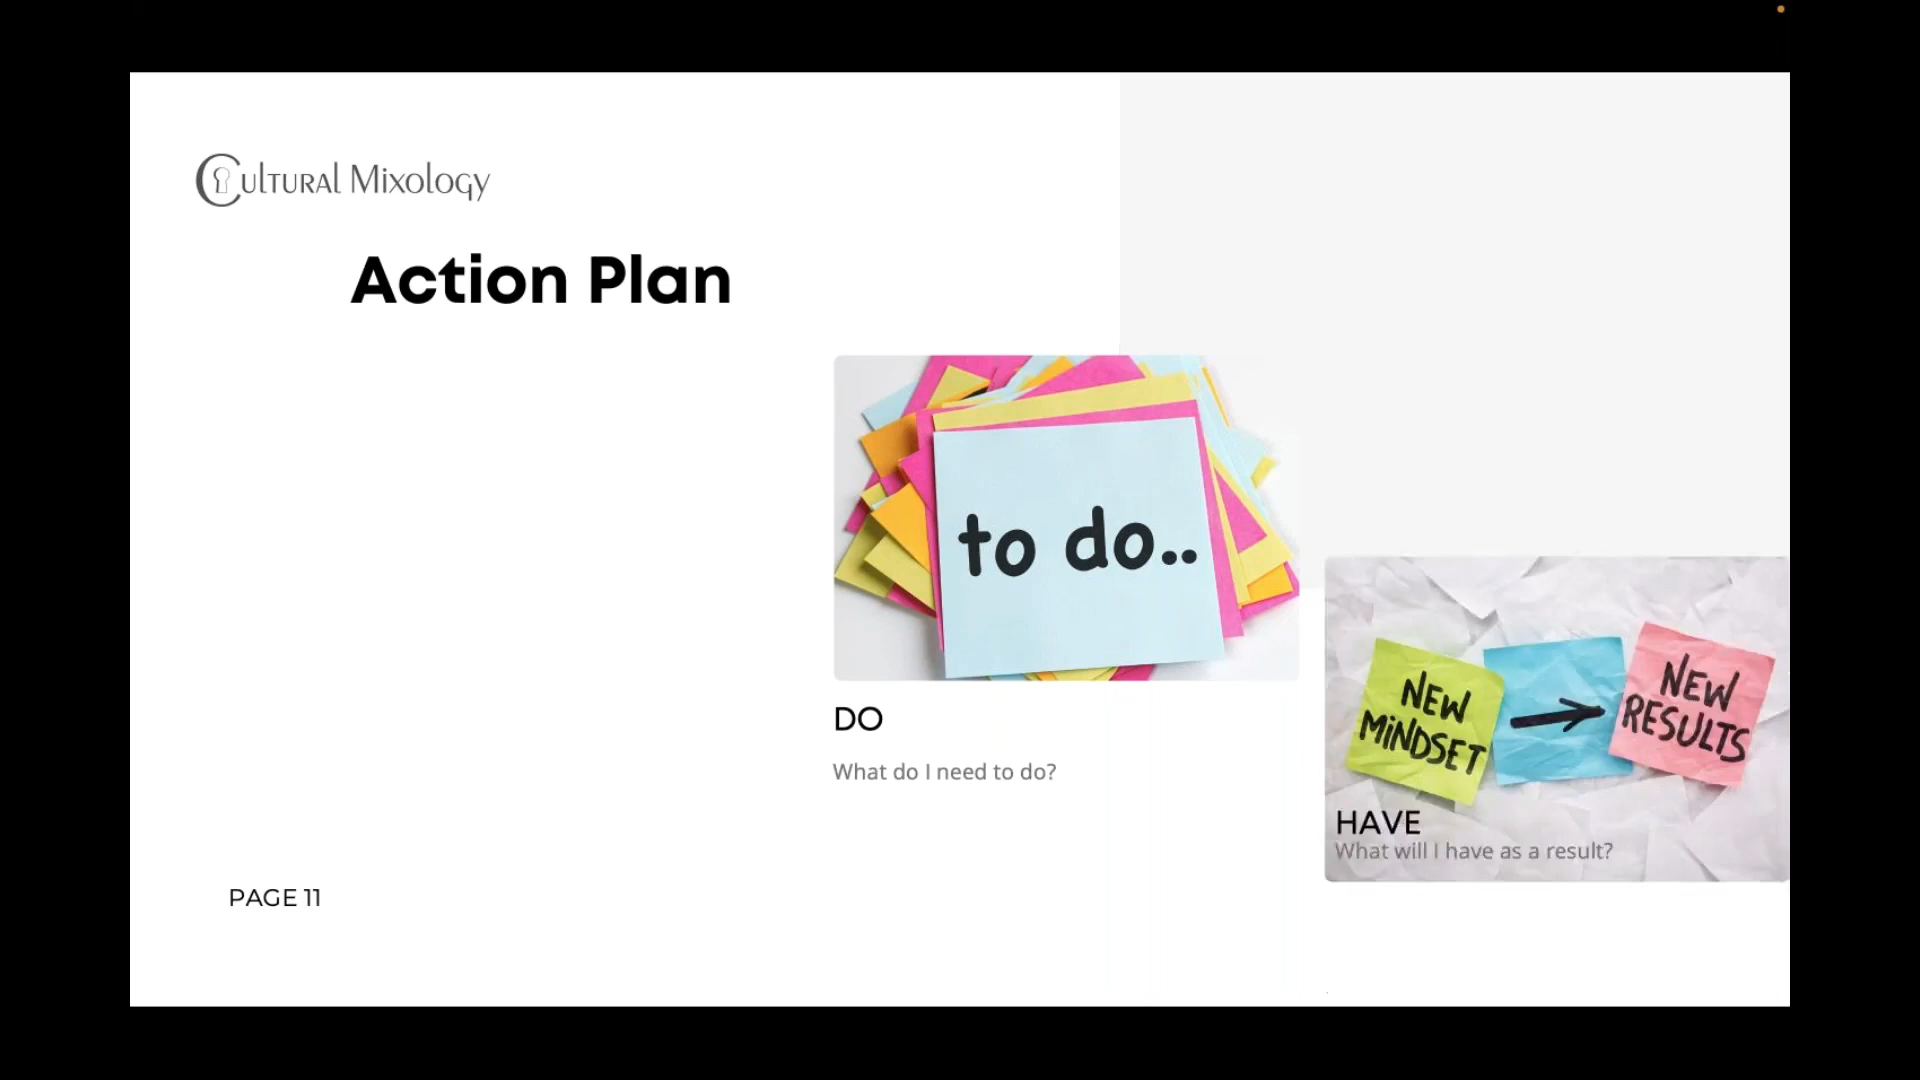 Cultural Mixology
Action Plan
to do..
DO
What do I need to do?
NEW
MINDSET
NEW
RESULTS
HAVE
What will I have as a result?
PAGE 11